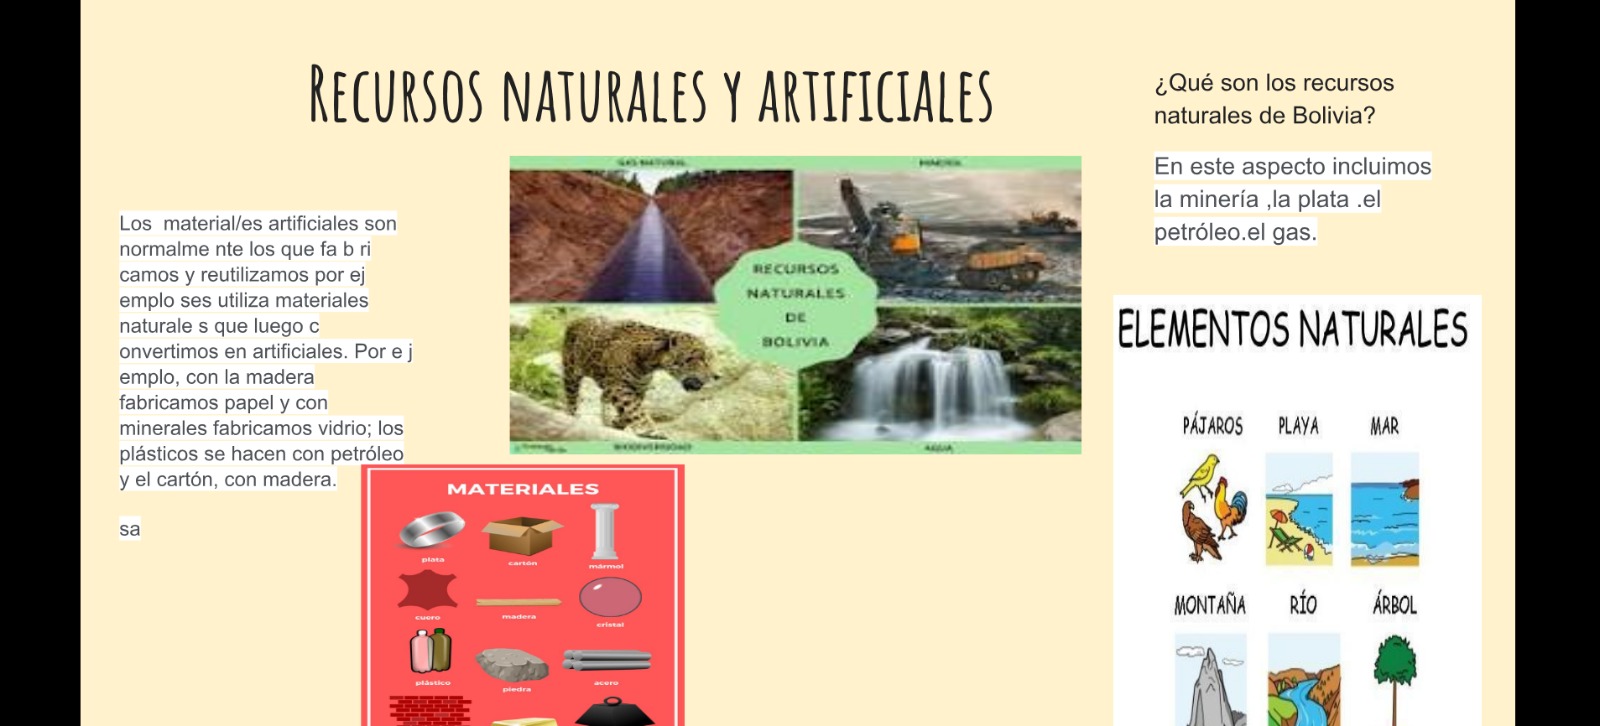 Recursos naturales y artificiales
Los  material/es artificiales son
normalme nte los que fa b ri
camos y reutilizamos por ej
emplo ses utiliza materiales
naturale s que luego c
onvertimos en artificiales. Por e j
emplo, con la madera
fabricamos papel y con
minerales fabricamos vidrio; los
plásticos se hacen con petróleo
y el cartón, con madera.
sa
GAS NATURAL
MINERÍA
RECURSOS
NATURALES
DE
BOLIVIA
BIODIVERSIDAD
AGUA
MATERIALES
plata
cartón
mármol
cuero
madera
cristal
plástico
piedra
acero
¿Qué son los recursos
naturales de Bolivia?
En este aspecto incluimos
la minería ,la plata .el
petróleo.el gas.
ELEMENTOS NATURALES
PÁJAROS PLAYA MAR
MONTAÑA RÍO ÁRBOL